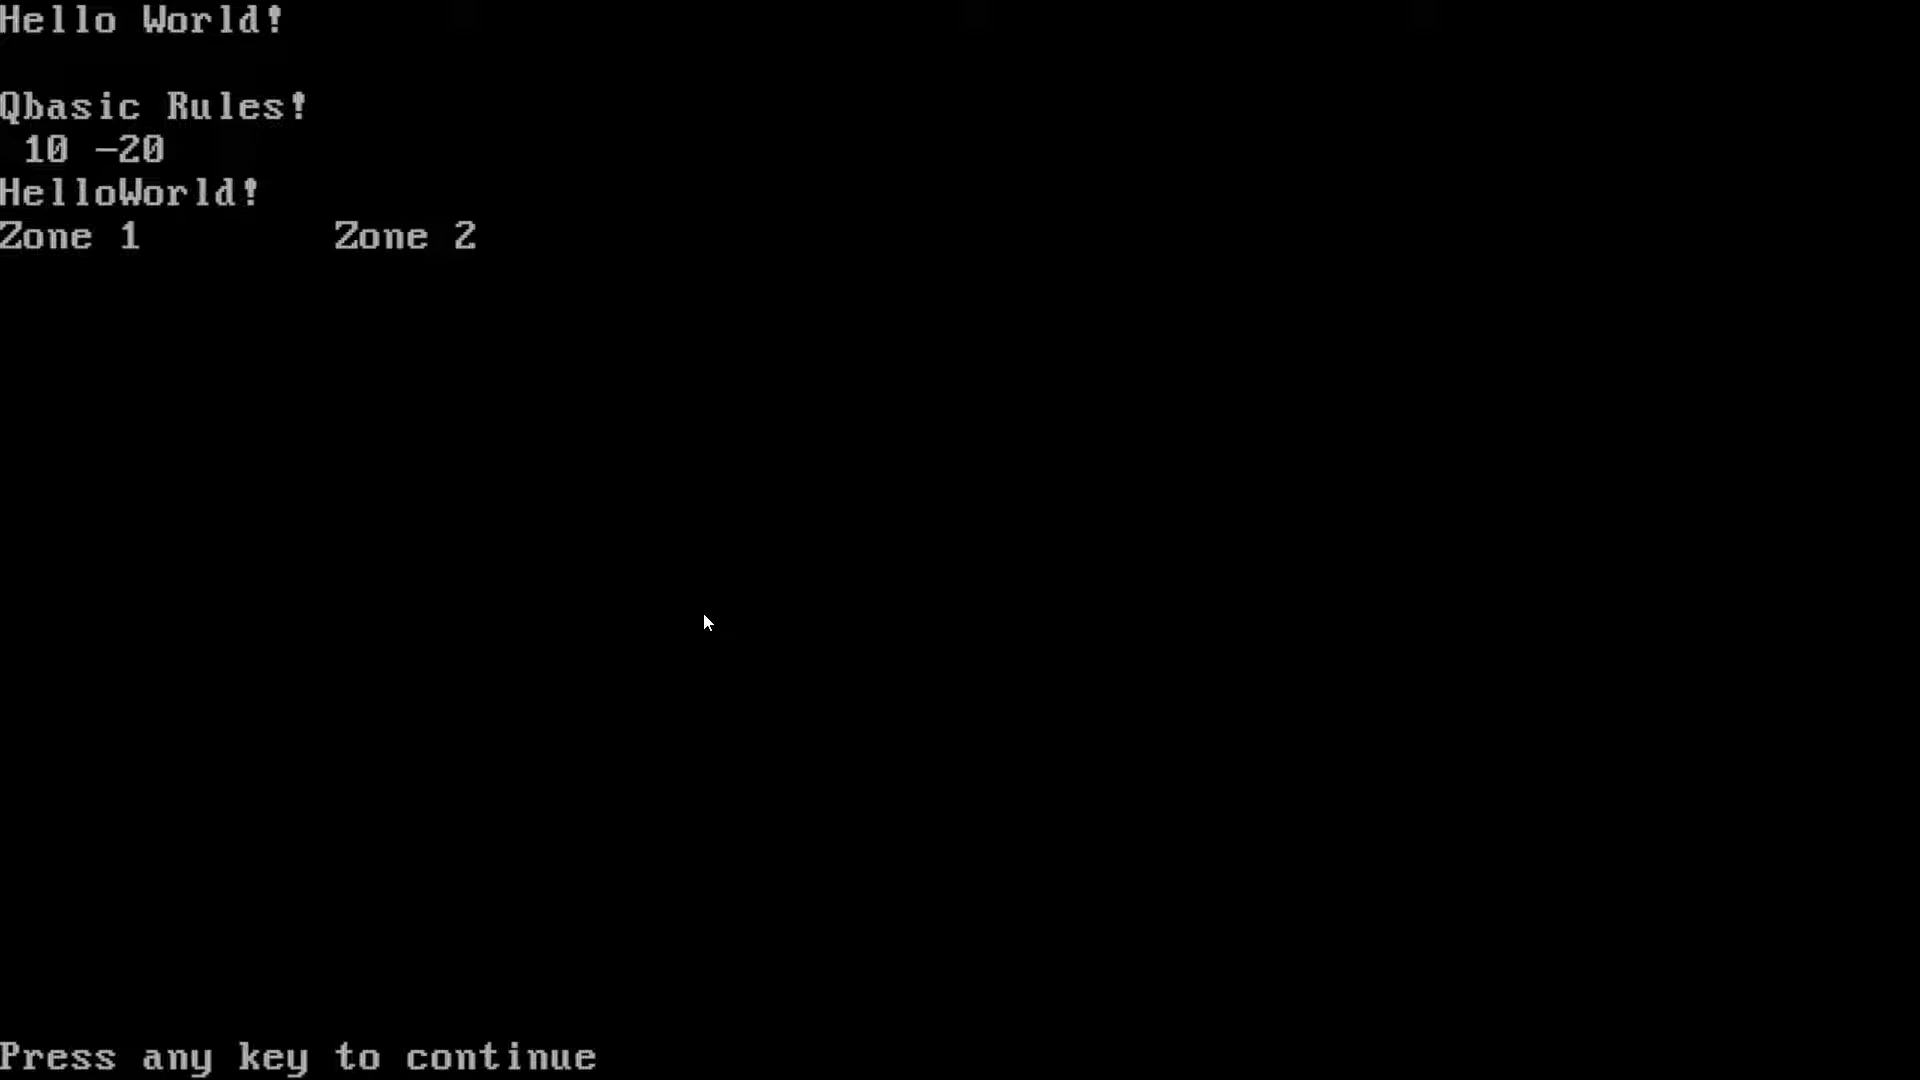 Hello World!
Qbasic Rules!
10 -20
HelloWorld!
Zone 1 Zone 2
Press any key to continue